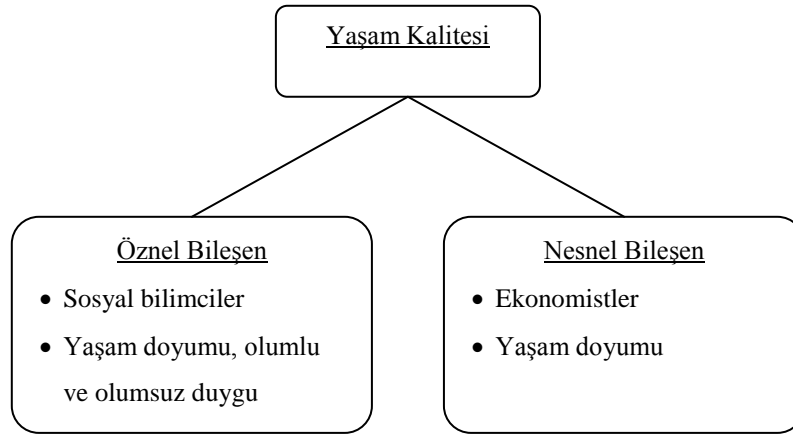 Yaşam Kalitesi
Öznel Bileşen
• Sosyal bilimciler
• Yaşam doyumu, olumlu
ve olumsuz duygu
Nesnel Bileşen
• Ekonomistler
• Yaşam doyumu